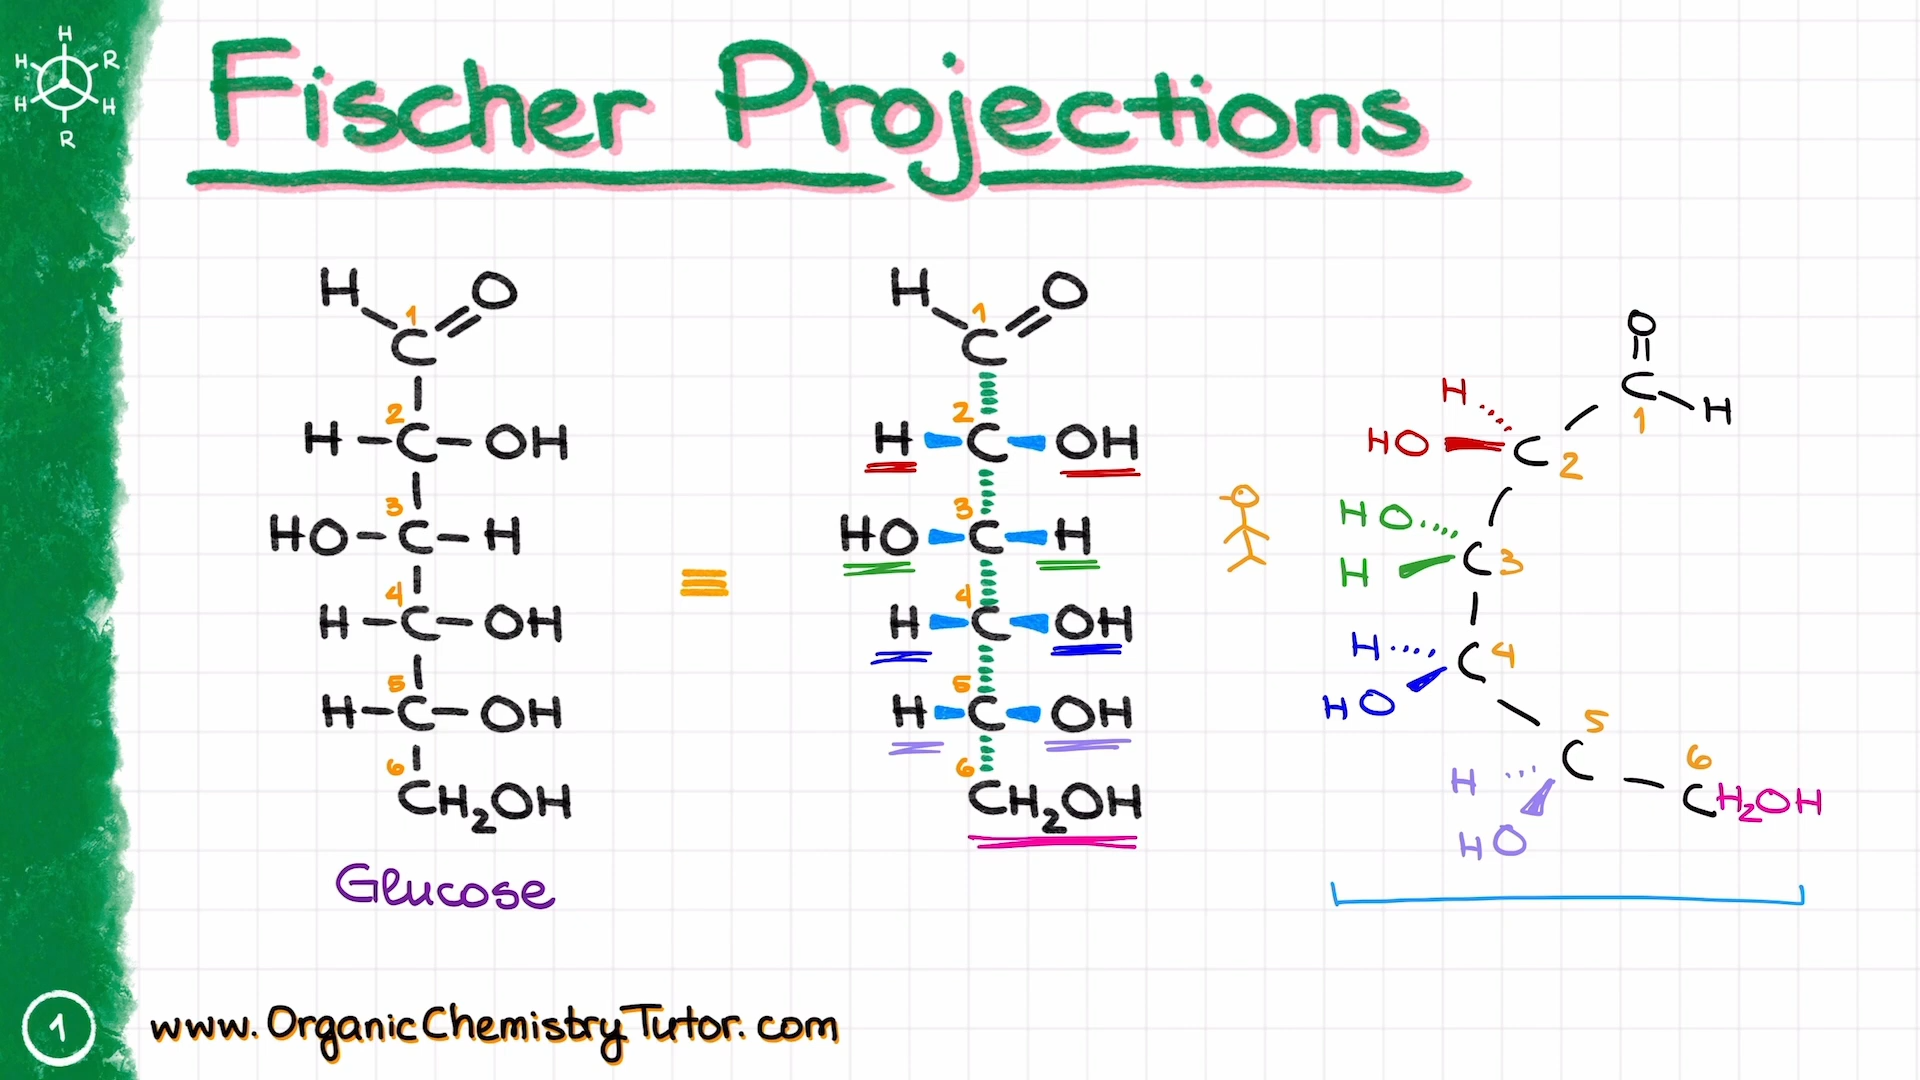 H
H R
H H
R
Fischer Projections
H O
1
C
2
H-C-OH
3
HO-C-H
4
H-C-OH
5
H-C-OH
6
CH₂OH
Glucose
≡
H O
1
C
2
H C OH
3
HO C H
4
H C OH
5
H C OH
6
CH₂OH
O
C H
1
H
HO C 2
HO
H C 3
H
HO C 4
5
H C 6
HO CH₂OH
1
www.OrganicChemistryTutor.com